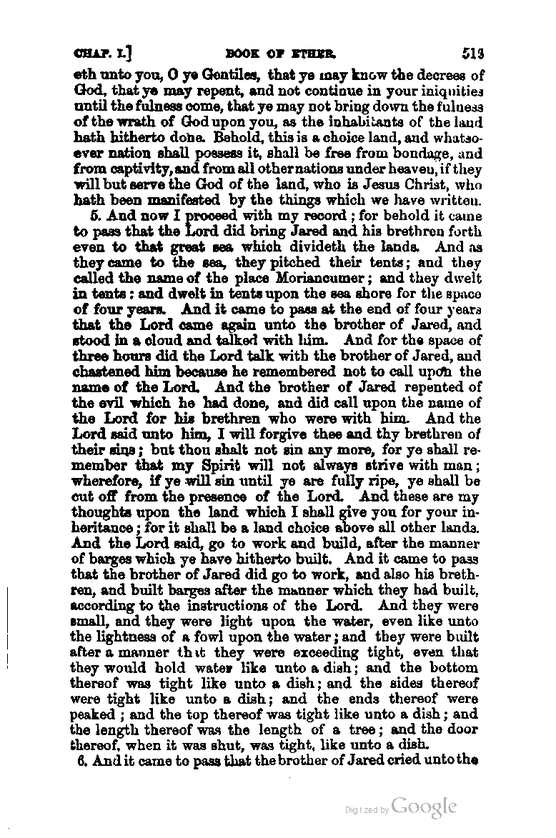 CHAP. I.] BOOK OF ETHER. 513
eth unto you, O ye Gentiles, that ye may know the decrees of
God, that ye may repent, and not continue in your iniquities
until the fulness come, that ye may not bring down the fulness
of the wrath of God upon you, as the inhabitants of the land
hath hitherto done. Behold, this is a choice land, and whatso-
ever nation shall possess it, shall be free from bondage, and
from captivity, and from all other nations under heaven, if they
will but serve the God of the land, who is Jesus Christ, who
hath been manifested by the things which we have written.
5. And now I proceed with my record; for behold it came
to pass that the Lord did bring Jared and his brethren forth
even to that great sea which divideth the lands. And as
they came to the sea, they pitched their tents; and they
called the name of the place Moriancumer; and they dwelt
in tents: and dwelt in tents upon the sea shore for the space
of four years. And it came to pass at the end of four years
that the Lord came again unto the brother of Jared, and
stood in a cloud and talked with him. And for the space of
three hours did the Lord talk with the brother of Jared, and
chastened him because he remembered not to call upon the
name of the Lord. And the brother of Jared repented of
the evil which he had done, and did call upon the name of
the Lord for his brethren who were with him. And the
Lord said unto him, I will forgive thee and thy brethren of
their sins; but thou shalt not sin any more, for ye shall re-
member that my Spirit will not always strive with man;
wherefore, if ye will sin until ye are fully ripe, ye shall be
cut off from the presence of the Lord. And these are my
thoughts upon the land which I shall give you for your in-
heritance; for it shall be a land choice above all other lands.
And the Lord said, go to work and build, after the manner
of barges which ye have hitherto built. And it came to pass
that the brother of Jared did go to work, and also his breth-
ren, and built barges after the manner which they had built,
according to the instructions of the Lord. And they were
small, and they were light upon the water, even like unto
the lightness of a fowl upon the water; and they were built
after a manner that they were exceeding tight, even that
they would hold water like unto a dish; and the bottom
thereof was tight like unto a dish; and the sides thereof
were tight like unto a dish; and the ends thereof were
peaked; and the top thereof was tight like unto a dish; and
the length thereof was the length of a tree; and the door
thereof, when it was shut, was tight, like unto a dish.
6. And it came to pass that the brother of Jared cried unto the
Digitized by Google